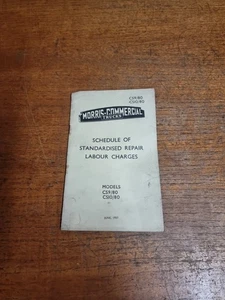 CS9/80
CS10/80
MORRIS-COMMERCIAL
TRUCKS
SCHEDULE OF
STANDARDISED REPAIR
LABOUR CHARGES
MODELS
CS9/80
CS10/80